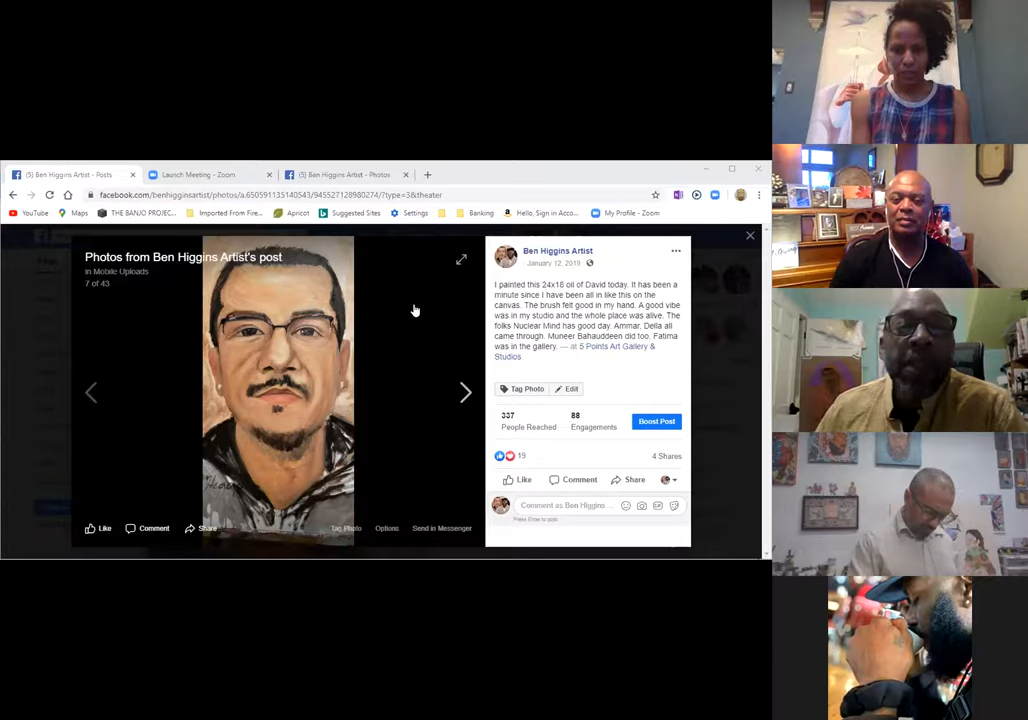 (5) Ben Higgins Artist - Posts
Launch Meeting - Zoom
(5) Ben Higgins Artist - Photos
facebook.com/benhigginsartist/photos/a.650591135140543/945527128980274/?type=3&theater
YouTube
Maps
THE BANJO PROJEC...
Imported From Fire...
Apricot
Suggested Sites
Settings
Banking
Hello, Sign in Acco...
My Profile - Zoom
Photos from Ben Higgins Artist's post
in Mobile Uploads
7 of 43
Like
Comment
Share
Tag Photo
Options
Send in Messenger
Ben Higgins Artist
January 12, 2019
I painted this 24x18 oil of David today. It has been a
minute since I have been all in like this on the
canvas. The brush felt good in my hand. A good vibe
was in my studio and the whole place was alive. The
folks Nuclear Mind has good day. Ammar, Della all
came through. Muneer Bahauddeen did too. Fatima
was in the gallery. — at 5 Points Art Gallery &
Studios.
Tag Photo
Edit
337
People Reached
88
Engagements
Boost Post
19
4 Shares
Like
Comment
Share
Comment as Ben Higgins ...
Press Enter to post.